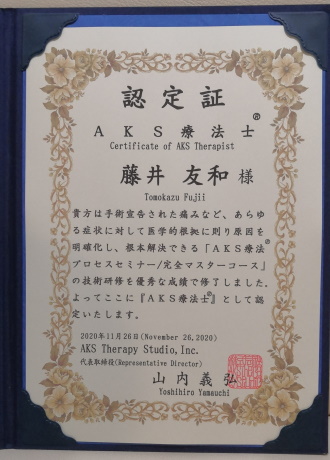 認定証
AKS療法士®
Certificate of AKS Therapist
藤井 友和 様
Tomokazu Fujii
貴方は手術宣告された痛みなど、あらゆ
る症状に対して医学的根拠に則り原因を
明確化し、根本解決できる「AKS療法®
プロセスセミナー/完全マスターコース」
の技術研修を優秀な成績で修了しました。
よってここに『AKS療法士®』として認
定いたします。
2020年11月26日(November 26,2020)
AKS Therapy Studio,Inc.
代表取締役(Representative Director)
山内義弘
Yoshihiro Yamauchi